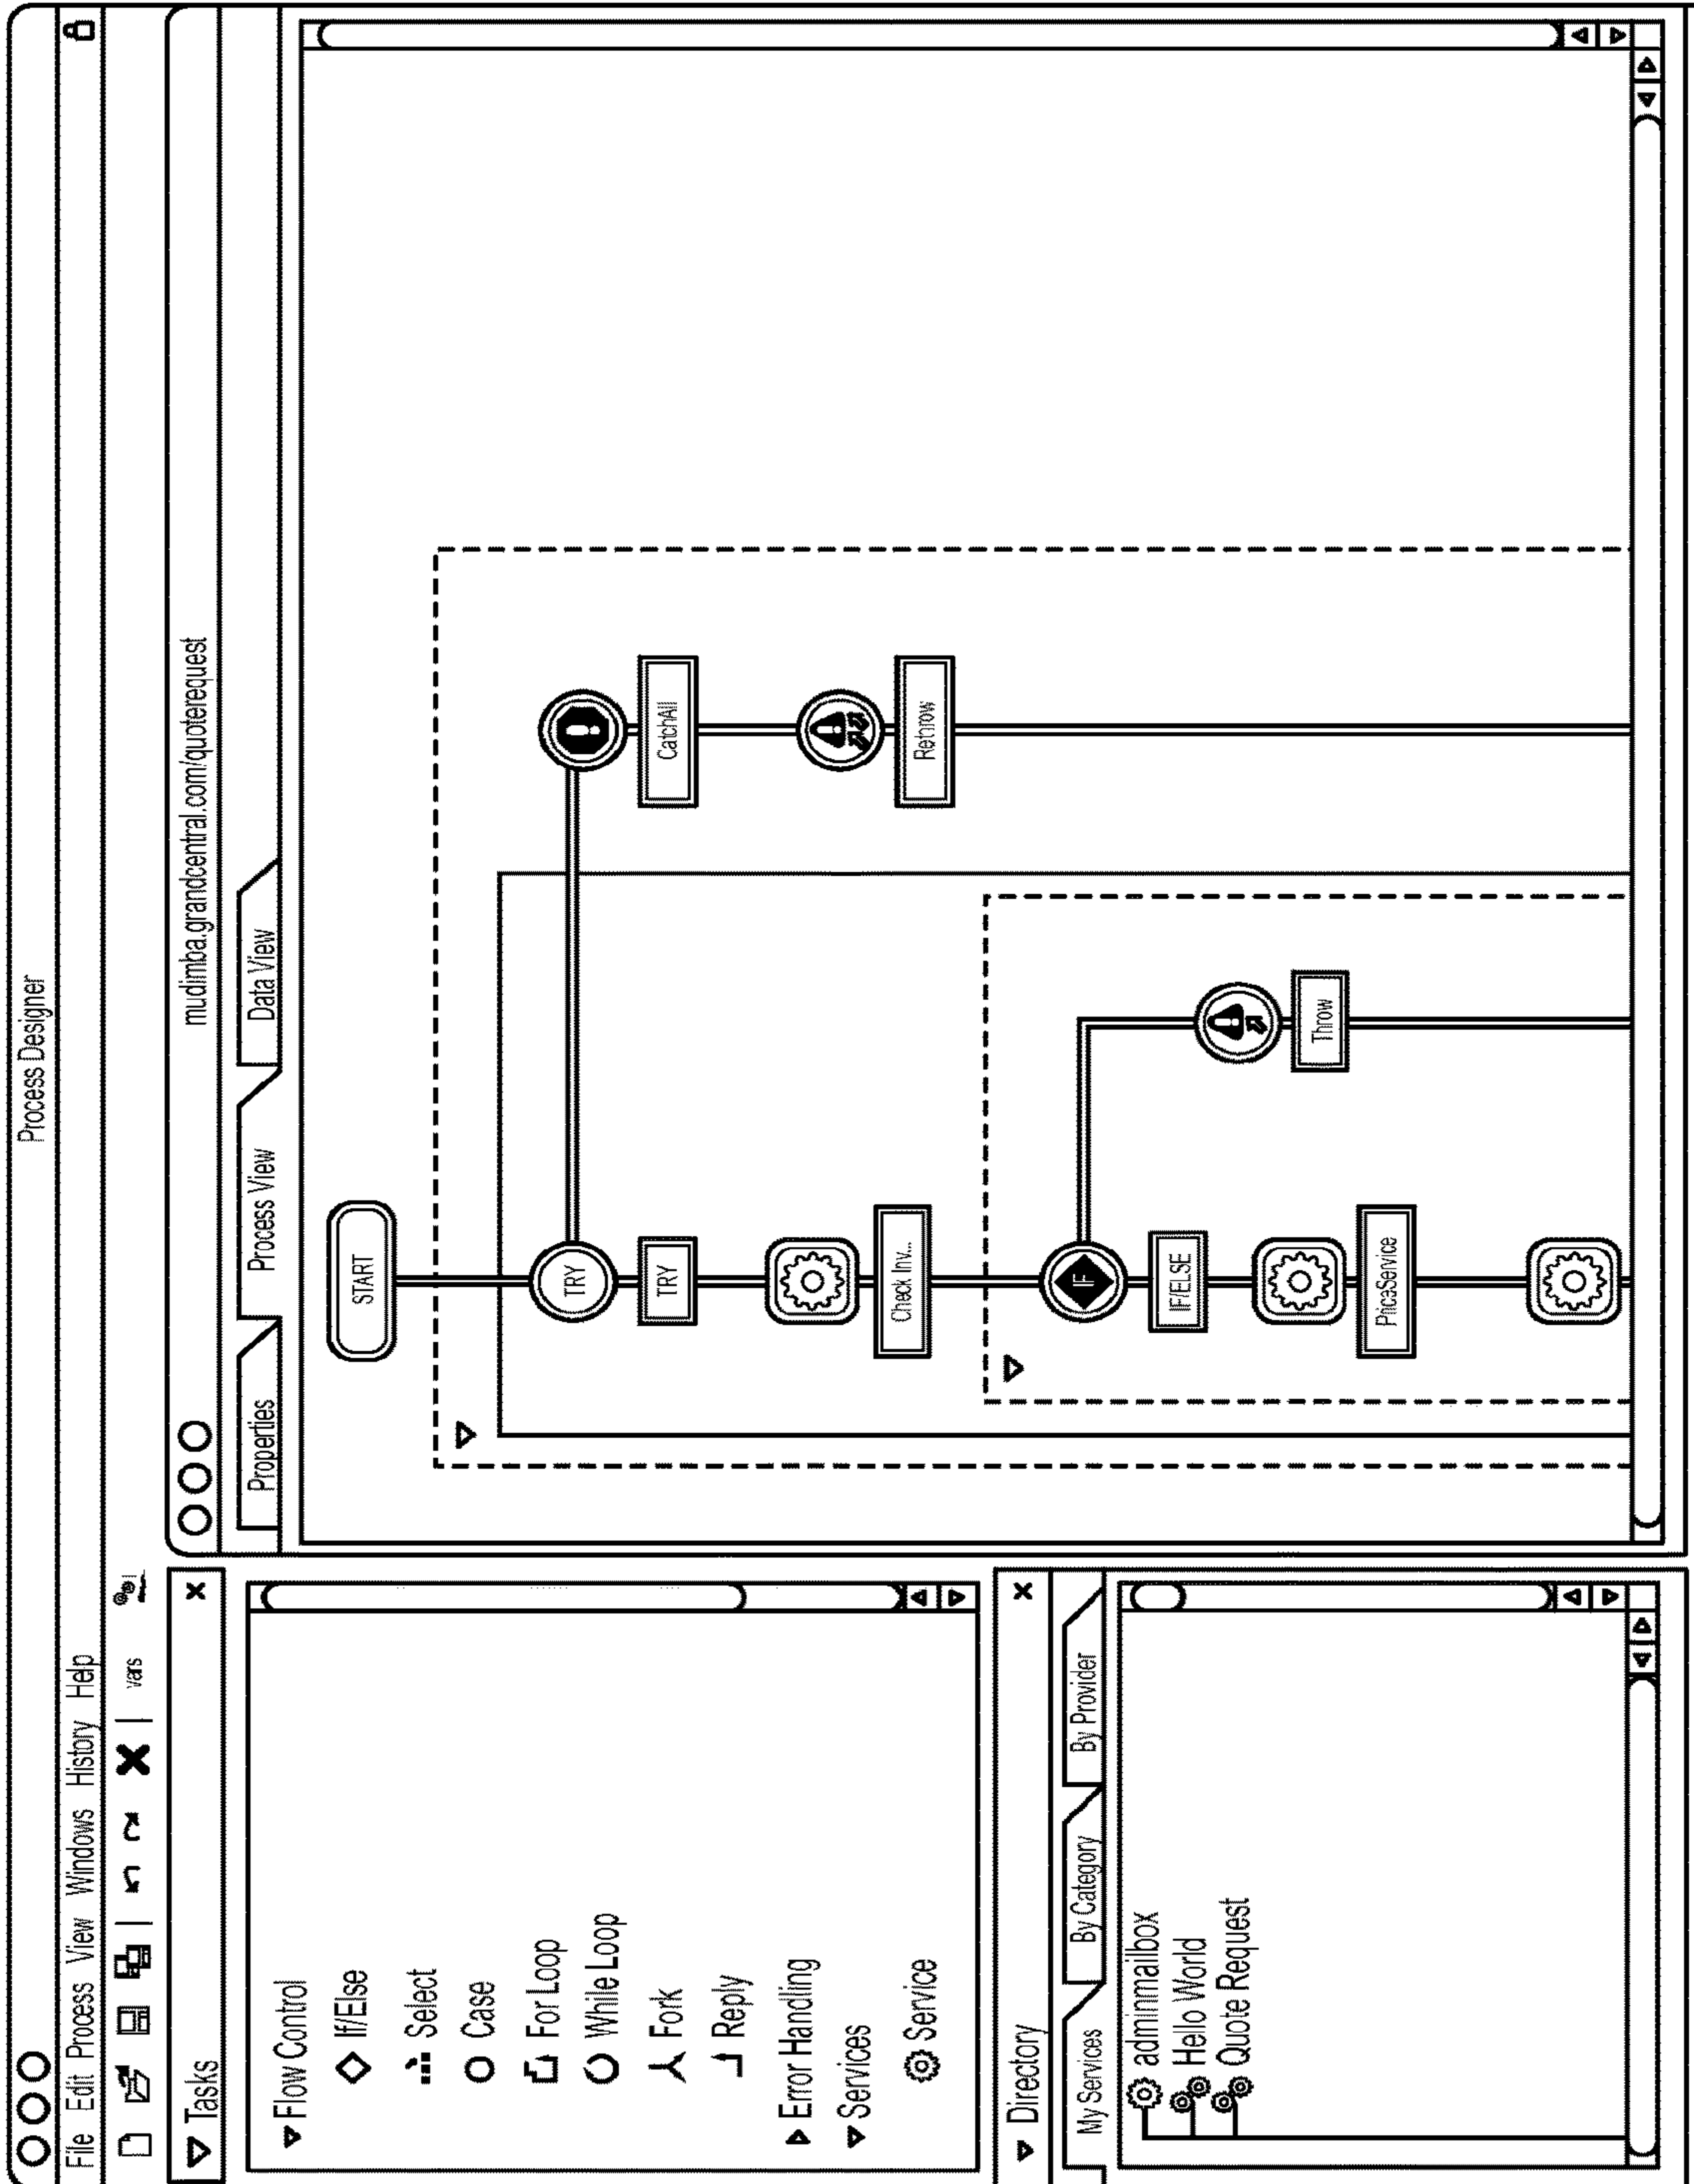 Process Designer
File Edit Process View Windows History Help
vars
Tasks
Flow Control
If/Else
Select
Case
For Loop
While Loop
Fork
Reply
Error Handling
Services
Service
Directory
My Services By Category By Provider
adminmailbox
Hello World
Quote Request
mudimba.grandcentral.com/quoterequest
Properties Process View Data View
START
TRY
TRY
CatchAll
Check Inv...
Rethrow
IF
IF/ELSE
Throw
PriceService